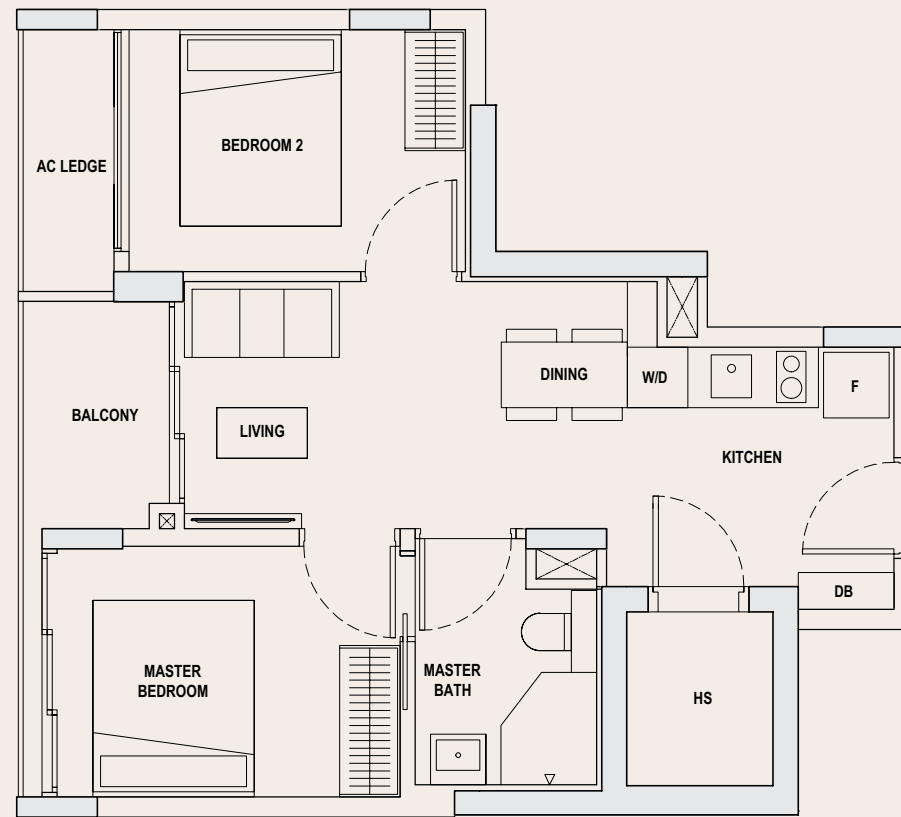 BEDROOM 2
AC LEDGE
DINING
W/D
F
BALCONY
LIVING
KITCHEN
DB
MASTER
BEDROOM
MASTER
BATH
HS